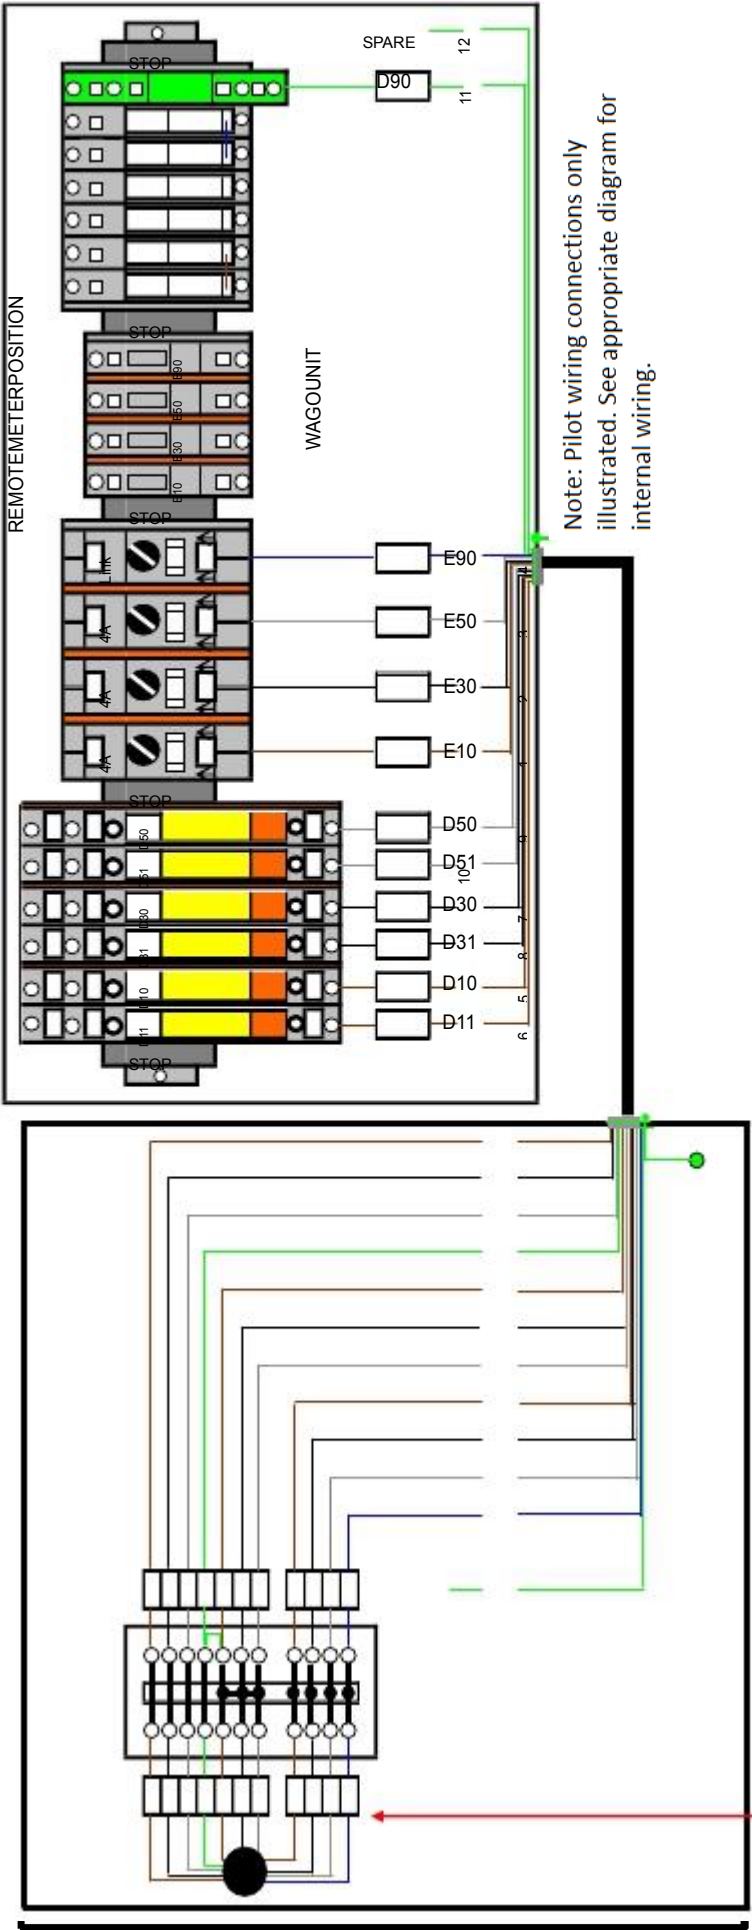 SPARE
12
STOP
D90
11
REMOTEMETERPOSITION
Note: Pilot wiring connections only
illustrated. See appropriate diagram for
internal wiring.
STOP
WAGOUNIT
E90
E50
E30
E10
STOP
Link
E90
4
4A
E50
3
4A
E30
2
4A
E10
1
STOP
D50
D50
9
D51
D51
10
D30
D30
7
D31
D31
8
D10
D10
5
D11
D11
6
STOP